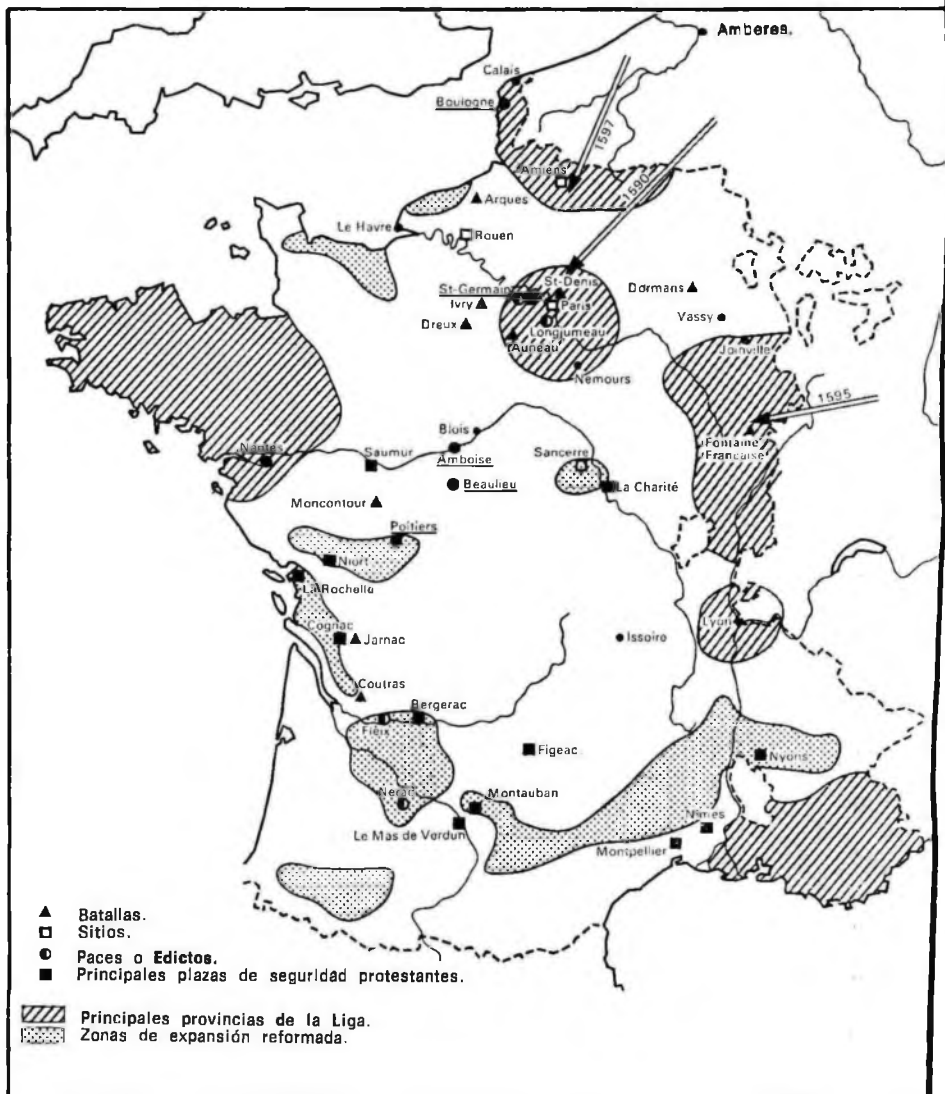 Amberes.
Calais
Boulogne
1597
Amiens
1590
Arques
Le Havre
Rouen
St-Germain
St-Denis
Ivry
Paris
Dormans
Dreux
Longjumeau
Vassy
Auneau
Joinville
Nemours
1595
Blois
Fontaine
Française
Nantes
Saumur
Amboise
Sancerre
Beaulieu
La Charité
Moncontour
Poitiers
Niort
La Rochelle
Cognac
Jarnac
Lyon
Issoire
Coutras
Bergerac
Fleix
Figeac
Nyons
Nérac
Montauban
Le Mas de Verdun
Nimes
Montpellier
Batallas.
Sitios.
Paces o Edictos.
Principales plazas de seguridad protestantes.
Principales provincias de la Liga.
Zonas de expansión reformada.